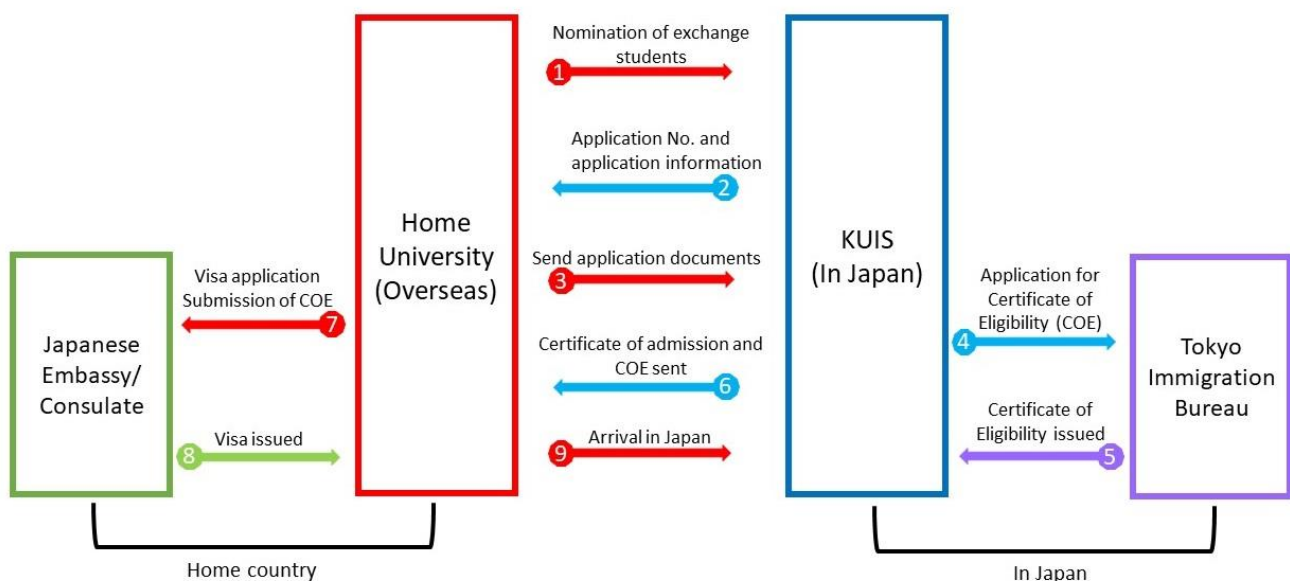 Nomination of exchange
students
1
Application No. and
application information
2
Home
University
(Overseas)
KUIS
(In Japan)
Send application documents
3
Visa application
Submission of COE
7
Application for
Certificate of
Eligibility (COE)
4
Japanese
Embassy/
Consulate
Certificate of admission and
COE sent
6
Tokyo
Immigration
Bureau
Visa issued
8
Arrival in Japan
9
Certificate of
Eligibility issued
5
Home country
In Japan